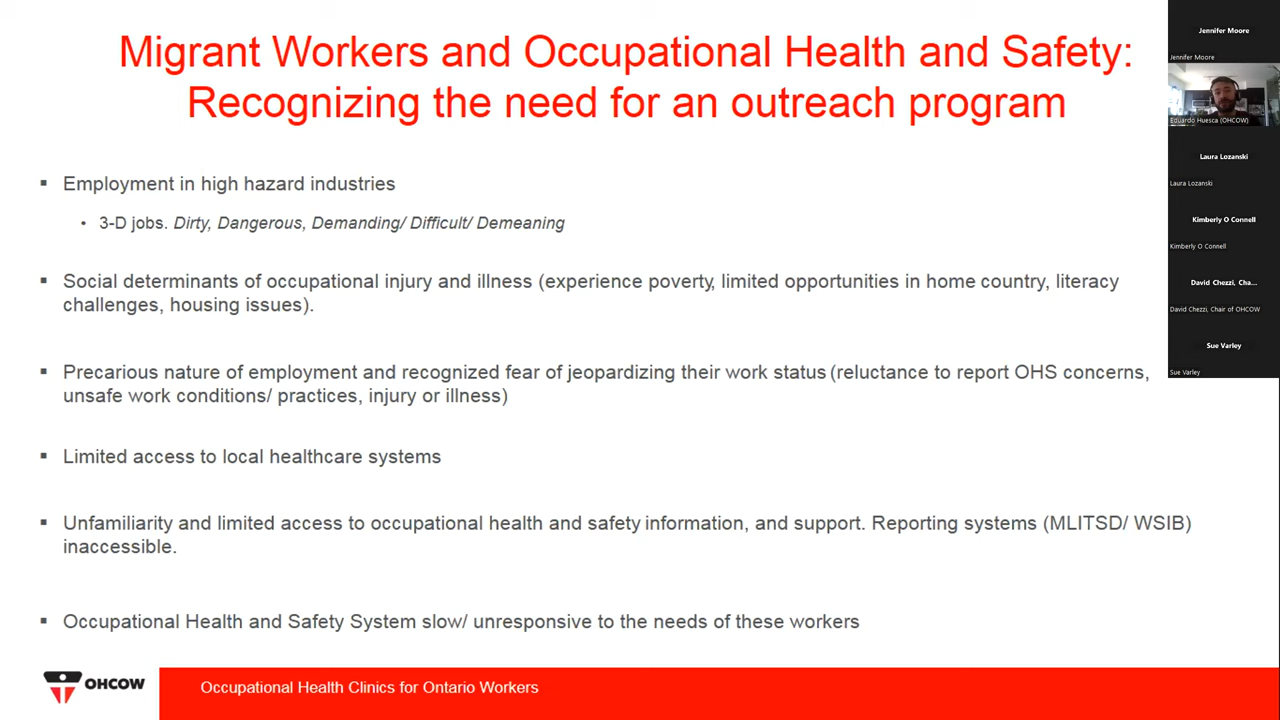 Migrant Workers and Occupational Health and Safety:
Recognizing the need for an outreach program
▪ Employment in high hazard industries
• 3-D jobs. Dirty, Dangerous, Demanding/ Difficult/ Demeaning
▪ Social determinants of occupational injury and illness (experience poverty, limited opportunities in home country, literacy
challenges, housing issues).
▪ Precarious nature of employment and recognized fear of jeopardizing their work status (reluctance to report OHS concerns,
unsafe work conditions/ practices, injury or illness)
▪ Limited access to local healthcare systems
▪ Unfamiliarity and limited access to occupational health and safety information, and support. Reporting systems (MLITSD/ WSIB)
inaccessible.
▪ Occupational Health and Safety System slow/ unresponsive to the needs of these workers
OHCOW
Occupational Health Clinics for Ontario Workers
Jennifer Moore
Jennifer Moore
Eduardo Huesca (OHCOW)
Laura Lozanski
Laura Lozanski
Kimberly O Connell
Kimberly O Connell
David Chezzi, Cha...
David Chezzi, Chair of OHCOW
Sue Varley
Sue Varley